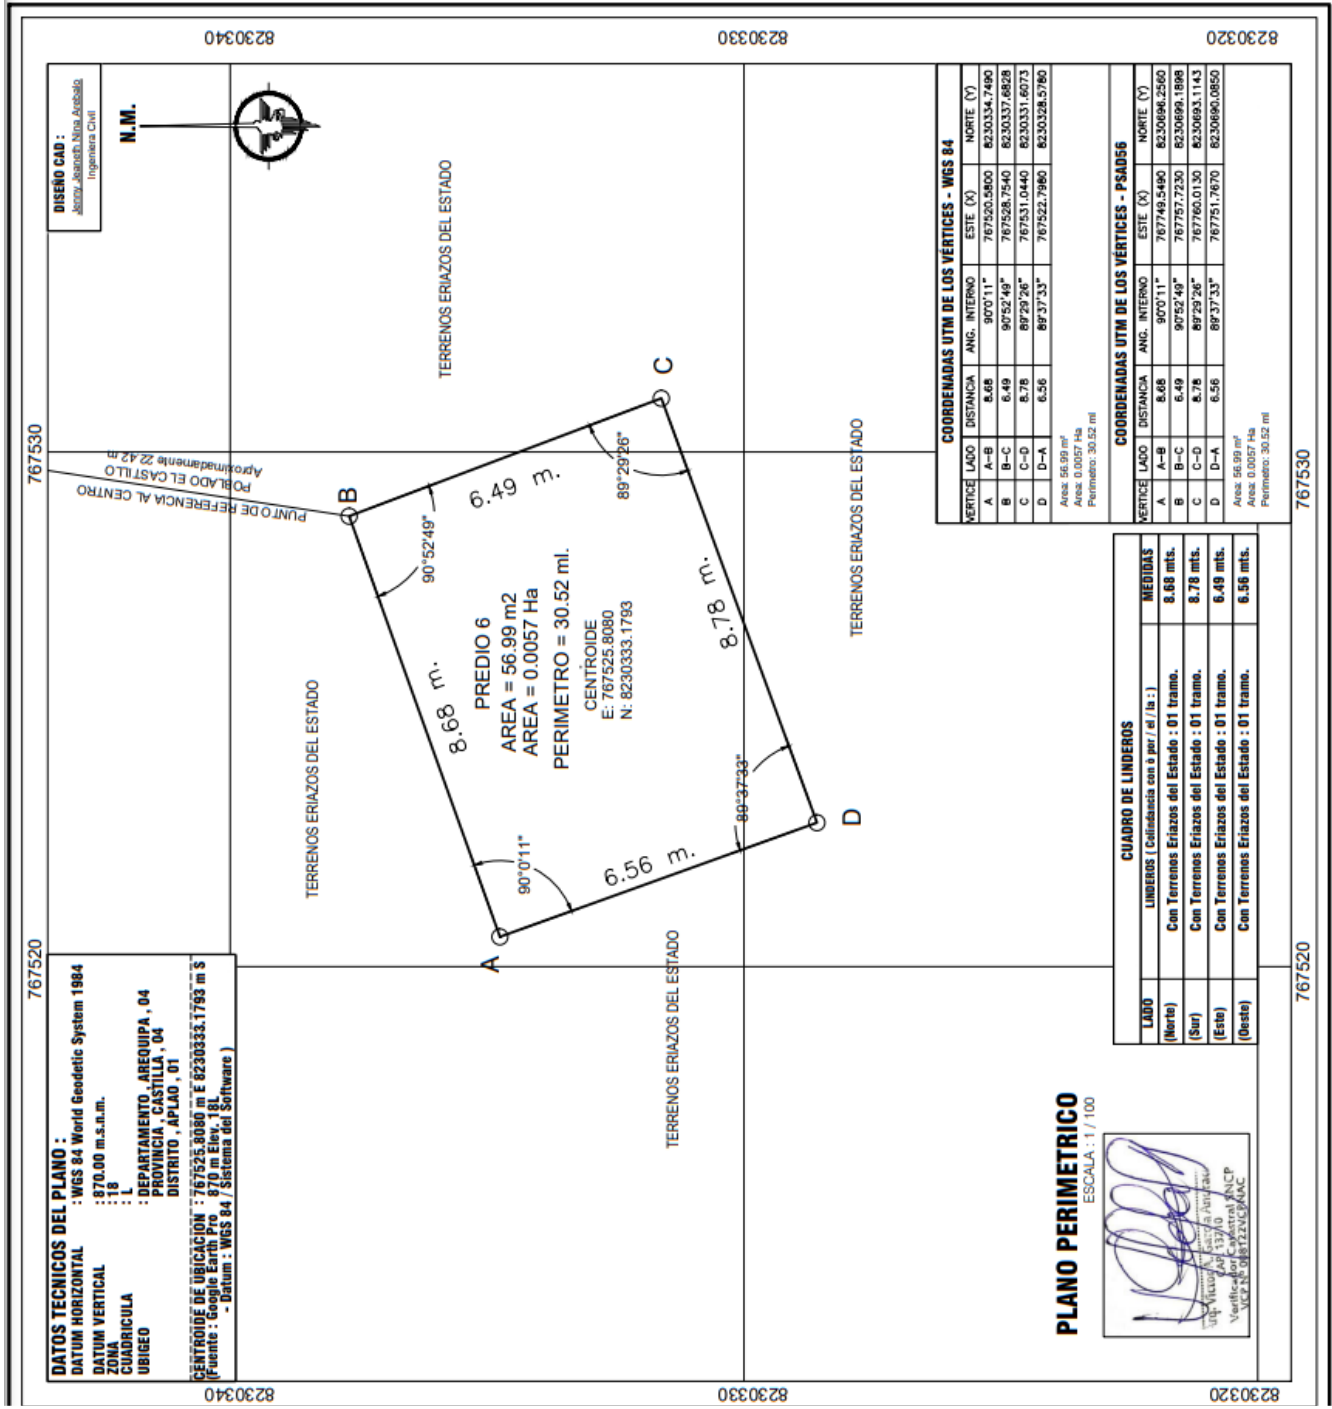 DATOS TECNICOS DEL PLANO :
DATUM HORIZONTAL : WGS 84 World Geodetic System 1984
DATUM VERTICAL : 870.00 m.s.n.m.
ZONA : 18
CUADRICULA : L
UBIGEO : DEPARTAMENTO , AREQUIPA , 04
PROVINCIA , CASTILLA , 04
DISTRITO , APLAO , 01
CENTROIDE DE UBICACION : 767525.8080 m E 8230333.1793 m S
(Fuente : Google Earth Pro 870 m Elev. 18L
- Datum : WGS 84 / Sistema del Software )
767520
767530
8230340
8230330
8230320
DISEÑO CAD :
Jenny Jeaneth Nina Arebalo
Ingeniera Civil
N.M.
PUNTO DE REFERENCIA AL CENTRO
POBLADO EL CASTILLO
Aproximadamente 22.42 m
TERRENOS ERIAZOS DEL ESTADO
TERRENOS ERIAZOS DEL ESTADO
TERRENOS ERIAZOS DEL ESTADO
TERRENOS ERIAZOS DEL ESTADO
A
B
C
D
8.68 m.
6.49 m.
8.78 m.
6.56 m.
90°0'11"
90°52'49"
89°29'26"
89°37'33"
PREDIO 6
AREA = 56.99 m2
AREA = 0.0057 Ha
PERIMETRO = 30.52 ml.
CENTROIDE
E: 767525.8080
N: 8230333.1793
COORDENADAS UTM DE LOS VÉRTICES - WGS 84
VERTICE LADO DISTANCIA ANG. INTERNO ESTE (X) NORTE (Y)
A A-B 8.68 90°0'11" 767520.5800 8230334.7490
B B-C 6.49 90°52'49" 767528.7540 8230337.6828
C C-D 8.78 89°29'26" 767531.0440 8230331.6073
D D-A 6.56 89°37'33" 767522.7980 8230328.5780
Area: 56.99 m²
Area: 0.0057 Ha
Perimetro: 30.52 ml
COORDENADAS UTM DE LOS VÉRTICES - PSAD56
VERTICE LADO DISTANCIA ANG. INTERNO ESTE (X) NORTE (Y)
A A-B 8.68 90°0'11" 767749.5490 8230696.2560
B B-C 6.49 90°52'49" 767757.7230 8230699.1898
C C-D 8.78 89°29'26" 767760.0130 8230693.1143
D D-A 6.56 89°37'33" 767751.7670 8230690.0850
Area: 56.99 m²
Area: 0.0057 Ha
Perimetro: 30.52 ml
CUADRO DE LINDEROS
LADO LINDEROS ( Colindancia con ó por / el / la : ) MEDIDAS
(Norte) Con Terrenos Eriazos del Estado : 01 tramo. 8.68 mts.
(Sur) Con Terrenos Eriazos del Estado : 01 tramo. 8.78 mts.
(Este) Con Terrenos Eriazos del Estado : 01 tramo. 6.49 mts.
(Oeste) Con Terrenos Eriazos del Estado : 01 tramo. 6.56 mts.
PLANO PERIMETRICO
ESCALA : 1 / 100
CAP 13210
Verificador Catastral SNCP
767520
767530
8230340
8230330
8230320